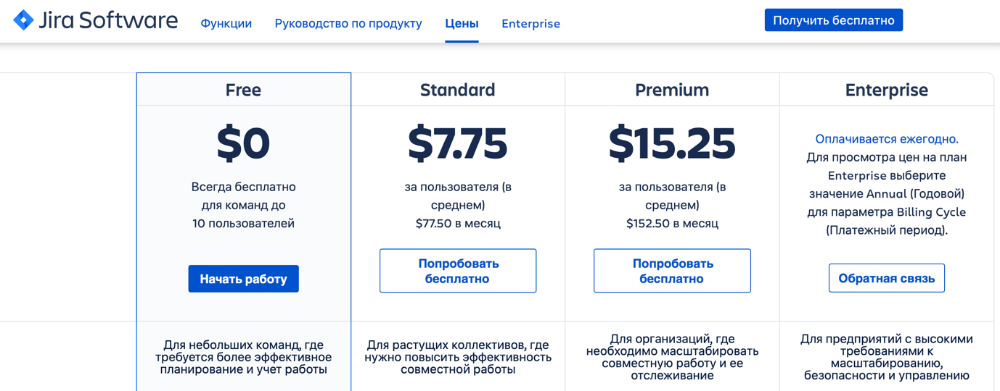 Jira Software
Функции
Руководство по продукту
Цены
Enterprise
Получить бесплатно
Free
$0
Всегда бесплатно
для команд до
10 пользователей
Начать работу
Для небольших команд, где
требуется более эффективное
планирование и учет работы
Standard
$7.75
за пользователя (в
среднем)
$77.50 в месяц
Попробовать
бесплатно
Для растущих коллективов, где
нужно повысить эффективность
совместной работы
Premium
$15.25
за пользователя (в
среднем)
$152.50 в месяц
Попробовать
бесплатно
Для организаций, где
необходимо масштабировать
совместную работу и ее
отслеживание
Enterprise
Оплачивается ежегодно.
Для просмотра цен на план
Enterprise выберите
значение Annual (Годовой)
для параметра Billing Cycle
(Платежный период).
Обратная связь
Для предприятий с высокими
требованиями к
масштабированию,
безопасности и управлению